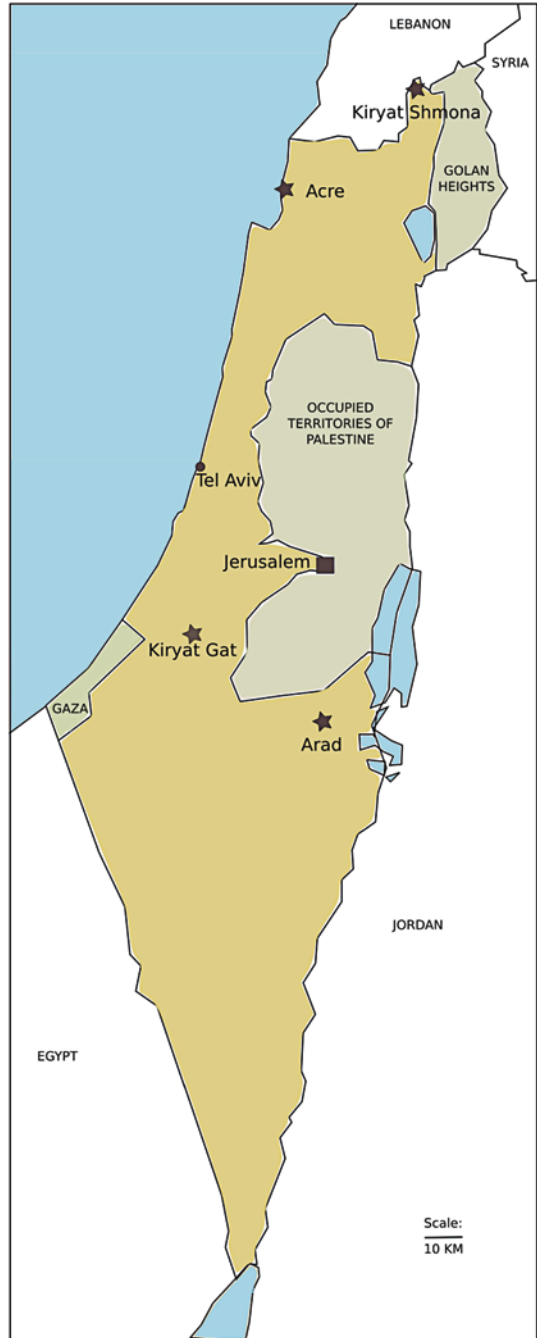 LEBANON
SYRIA
Kiryat Shmona
GOLAN
HEIGHTS
Acre
OCCUPIED
TERRITORIES OF
PALESTINE
Tel Aviv
Jerusalem
Kiryat Gat
GAZA
Arad
JORDAN
EGYPT
Scale:
10 KM